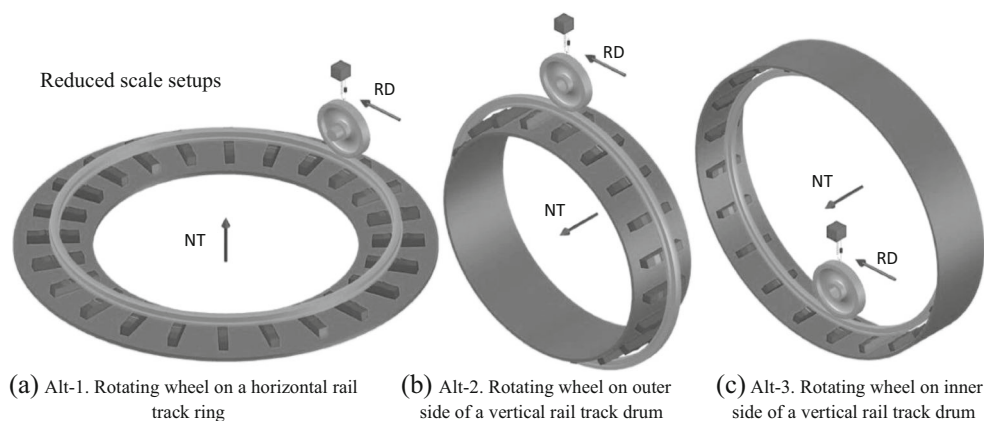 Reduced scale setups
RD
NT
(a) Alt-1. Rotating wheel on a horizontal rail
track ring
RD
NT
(b) Alt-2. Rotating wheel on outer
side of a vertical rail track drum
NT
RD
(c) Alt-3. Rotating wheel on inner
side of a vertical rail track drum